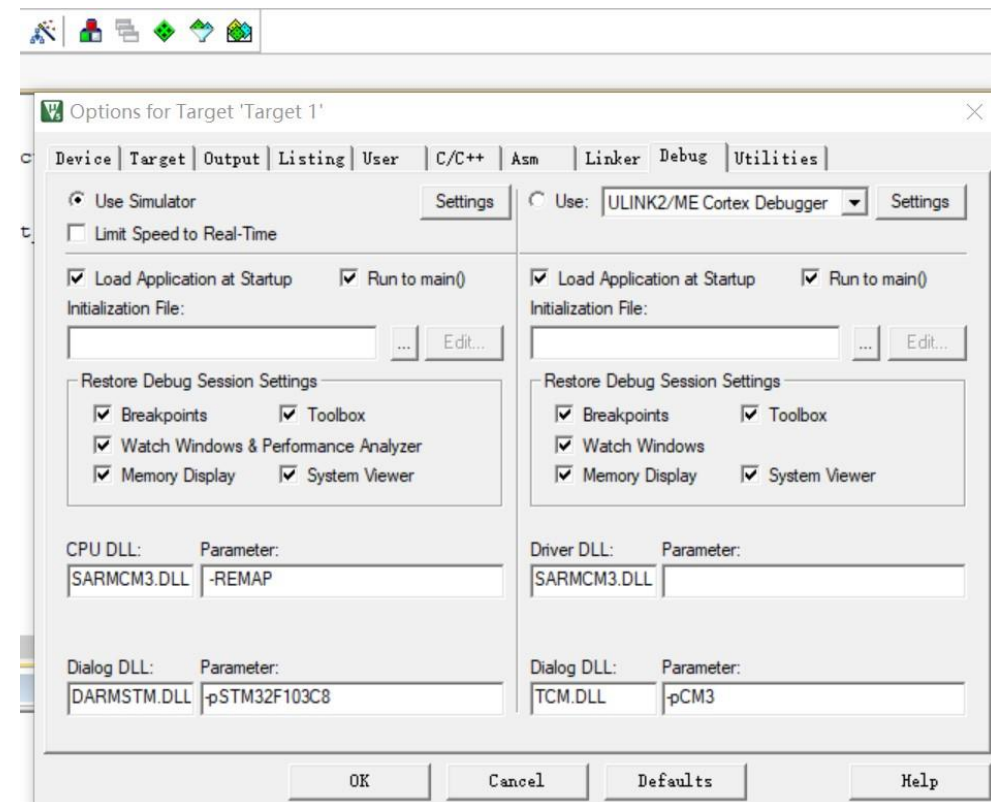 Options for Target 'Target 1'
Device Target Output Listing User C/C++ Asm Linker Debug Utilities
Use Simulator Settings
Limit Speed to Real-Time
Use: ULINK2/ME Cortex Debugger Settings
Load Application at Startup Run to main()
Initialization File:
... Edit...
Restore Debug Session Settings
Breakpoints Toolbox
Watch Windows & Performance Analyzer
Memory Display System Viewer
Load Application at Startup Run to main()
Initialization File:
... Edit...
Restore Debug Session Settings
Breakpoints Toolbox
Watch Windows
Memory Display System Viewer
CPU DLL: Parameter:
SARMCM3.DLL -REMAP
Dialog DLL: Parameter:
DARMSTM.DLL -pSTM32F103C8
Driver DLL: Parameter:
SARMCM3.DLL
Dialog DLL: Parameter:
TCM.DLL -pCM3
OK Cancel Defaults Help